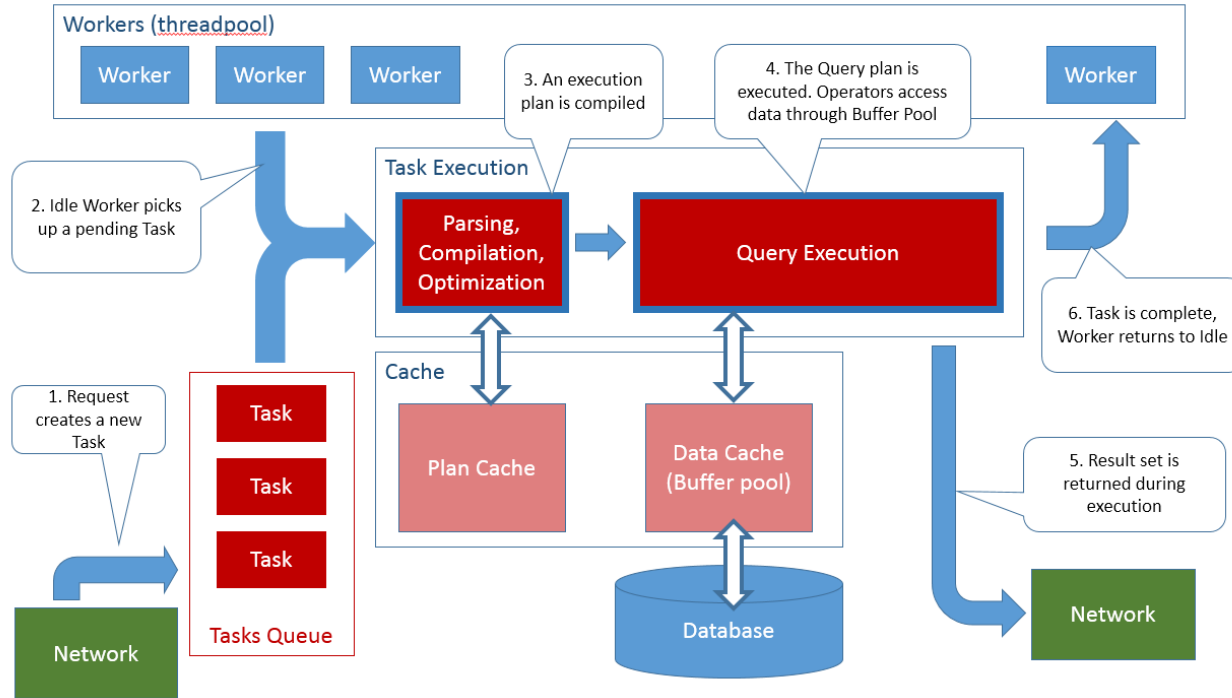 Workers (threadpool)
Worker
Worker
Worker
Worker
3. An execution
plan is compiled
4. The Query plan is
executed. Operators access
data through Buffer Pool
2. Idle Worker picks
up a pending Task
Task Execution
Parsing,
Compilation,
Optimization
Query Execution
6. Task is complete,
Worker returns to Idle
1. Request
creates a new
Task
Task
Task
Task
Tasks Queue
Cache
Plan Cache
Data Cache
(Buffer pool)
5. Result set is
returned during
execution
Network
Database
Network